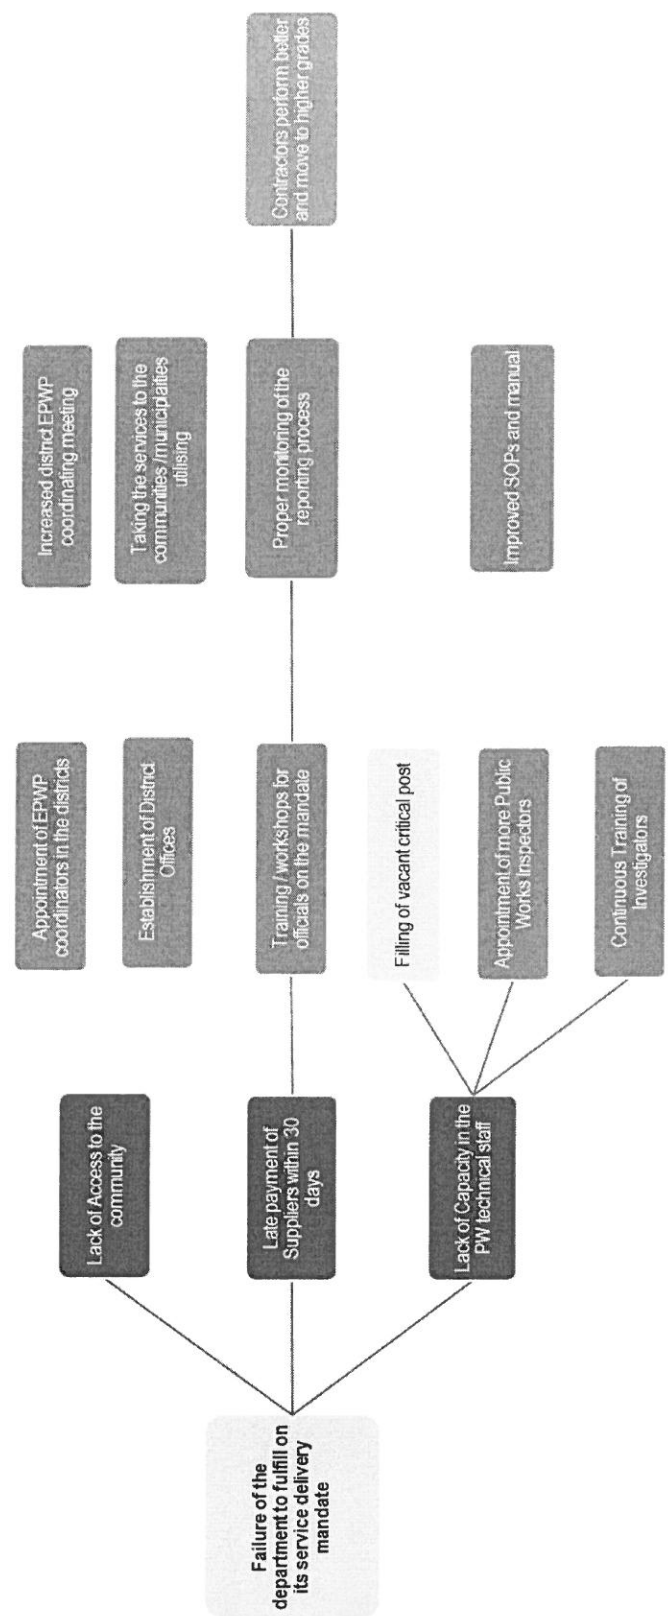 Failure of the
department to fulfill on
its service delivery
mandate
Lack of Access to the
community
Late payment of
Suppliers within 30
days
Lack of Capacity in the
PW technical staff
Appointment of EPWP
coordinators in the districts
Establishment of District
Offices
Training / workshops for
officials on the mandate
Filling of vacant critical post
Appointment of more Public
Works Inspectors
Continuous Training of
Investigators
Increased district EPWP
coordinating meeting
Taking the services to the
communities /municiplaities
utilising
Proper monitoring of the
reporting process
Improved SOPs and manual
Contractors perform better
and move to higher grades